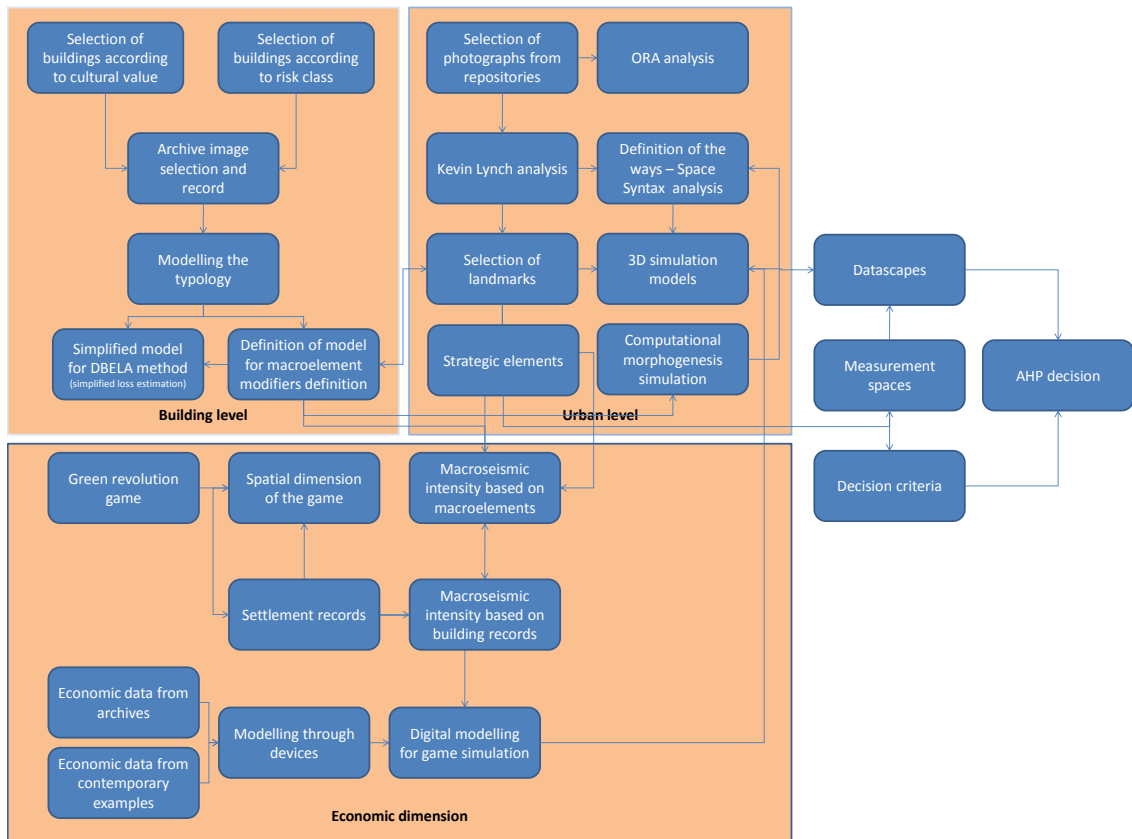 Selection of
buildings according
to cultural value
Selection of
buildings according
to risk class
Archive image
selection and
record
Modelling the
typology
Simplified model
for DBELA method
(simplified loss estimation)
Definition of model
for macroelement
modifiers definition
Building level
Selection of
photographs from
repositories
ORA analysis
Kevin Lynch analysis
Definition of the
ways – Space
Syntax analysis
Selection of
landmarks
3D simulation
models
Strategic elements
Computational
morphogenesis
simulation
Urban level
Datascapes
Measurement
spaces
AHP decision
Decision criteria
Green revolution
game
Spatial dimension
of the game
Macroseismic
intensity based on
macroelements
Settlement records
Macroseismic
intensity based on
building records
Economic data from
archives
Modelling through
devices
Digital modelling
for game simulation
Economic data from
contemporary
examples
Economic dimension